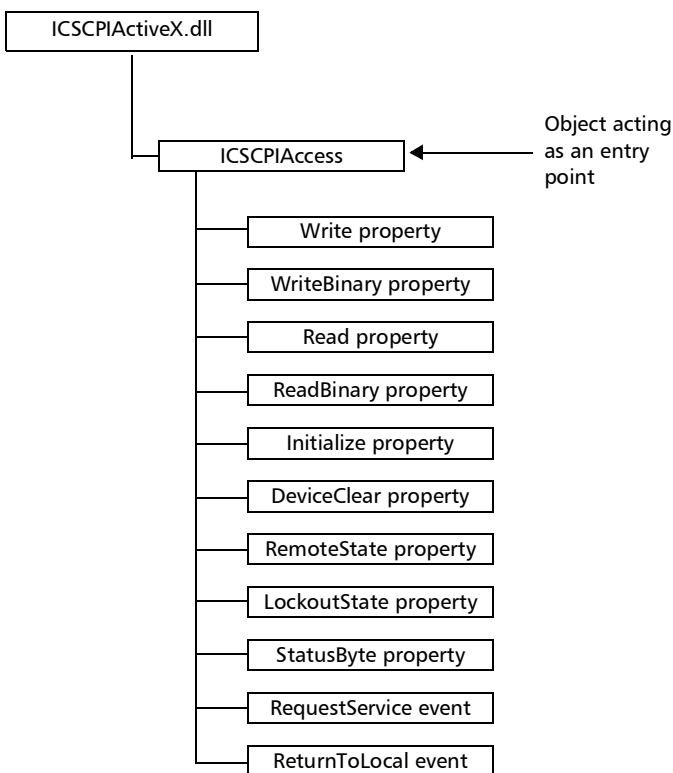 ICSCPIActiveX.dll
Object acting
as an entry
point
ICSCPIAccess
Write property
WriteBinary property
Read property
ReadBinary property
Initialize property
DeviceClear property
RemoteState property
LockoutState property
StatusByte property
RequestService event
ReturnToLocal event